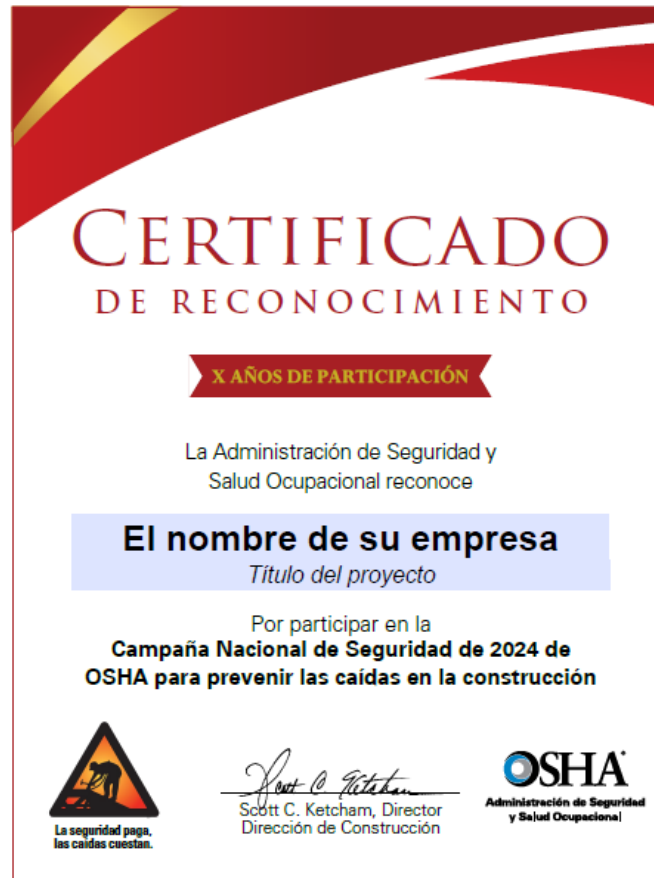 CERTIFICADO
DE RECONOCIMIENTO
X AÑOS DE PARTICIPACIÓN
La Administración de Seguridad y
Salud Ocupacional reconoce
El nombre de su empresa
Título del proyecto
Por participar en la
Campaña Nacional de Seguridad de 2024 de
OSHA para prevenir las caídas en la construcción
La seguridad paga,
las caídas cuestan.
Scott C. Ketcham
Scott C. Ketcham, Director
Dirección de Construcción
OSHA
Administración de Seguridad
y Salud Ocupacional